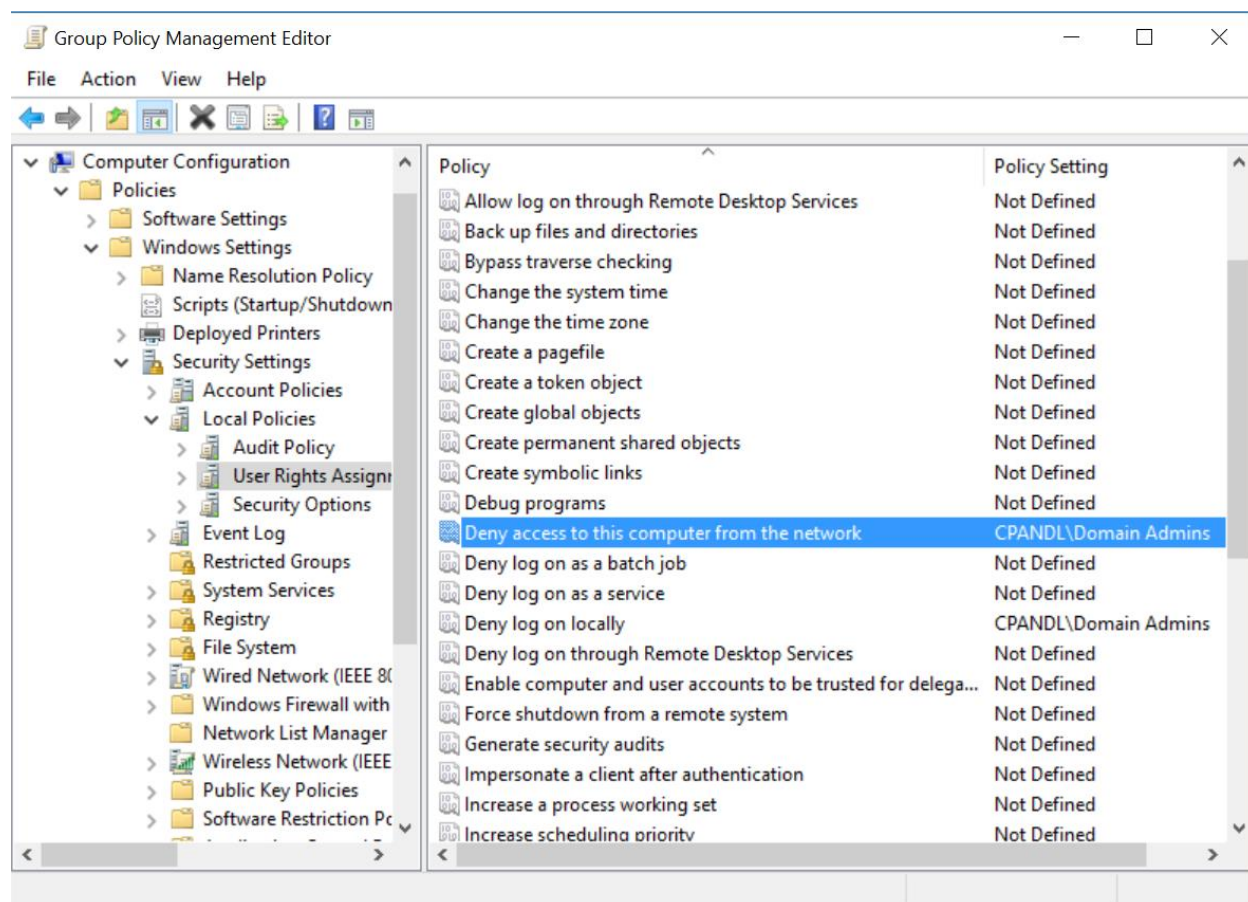 Group Policy Management Editor
File Action View Help
Computer Configuration
Policies
Software Settings
Windows Settings
Name Resolution Policy
Scripts (Startup/Shutdown
Deployed Printers
Security Settings
Account Policies
Local Policies
Audit Policy
User Rights Assignm
Security Options
Event Log
Restricted Groups
System Services
Registry
File System
Wired Network (IEEE 80
Windows Firewall with
Network List Manager
Wireless Network (IEEE
Public Key Policies
Software Restriction Po
Policy Policy Setting
Allow log on through Remote Desktop Services Not Defined
Back up files and directories Not Defined
Bypass traverse checking Not Defined
Change the system time Not Defined
Change the time zone Not Defined
Create a pagefile Not Defined
Create a token object Not Defined
Create global objects Not Defined
Create permanent shared objects Not Defined
Create symbolic links Not Defined
Debug programs Not Defined
Deny access to this computer from the network CPANDL\Domain Admins
Deny log on as a batch job Not Defined
Deny log on as a service Not Defined
Deny log on locally CPANDL\Domain Admins
Deny log on through Remote Desktop Services Not Defined
Enable computer and user accounts to be trusted for delega... Not Defined
Force shutdown from a remote system Not Defined
Generate security audits Not Defined
Impersonate a client after authentication Not Defined
Increase a process working set Not Defined
Increase scheduling priority Not Defined